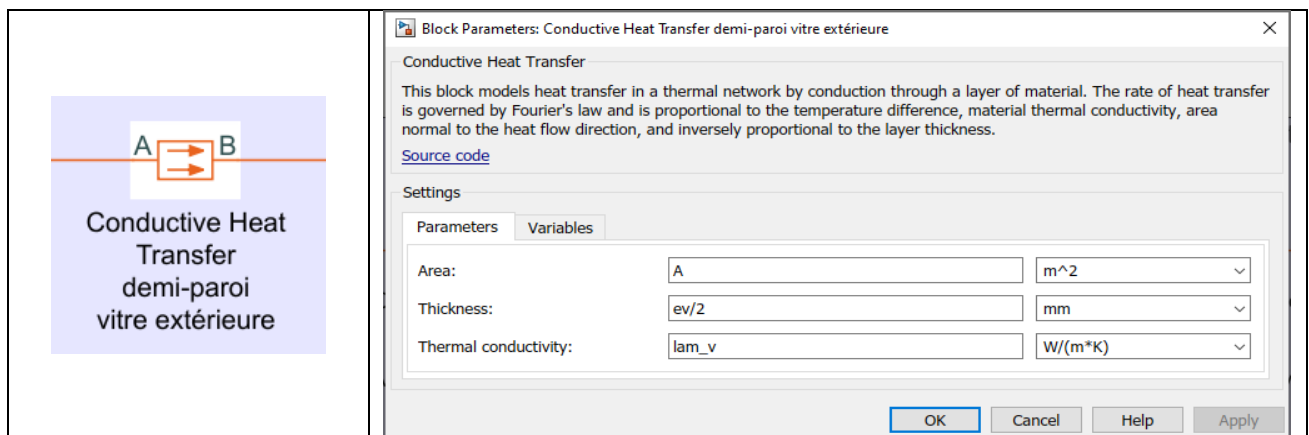 A B
Conductive Heat
Transfer
demi-paroi
vitre extérieure
Block Parameters: Conductive Heat Transfer demi-paroi vitre extérieure
Conductive Heat Transfer
This block models heat transfer in a thermal network by conduction through a layer of material. The rate of heat transfer
is governed by Fourier's law and is proportional to the temperature difference, material thermal conductivity, area
normal to the heat flow direction, and inversely proportional to the layer thickness.
Source code
Settings
Parameters Variables
Area: A m^2
Thickness: ev/2 mm
Thermal conductivity: lam_v W/(m*K)
OK Cancel Help Apply